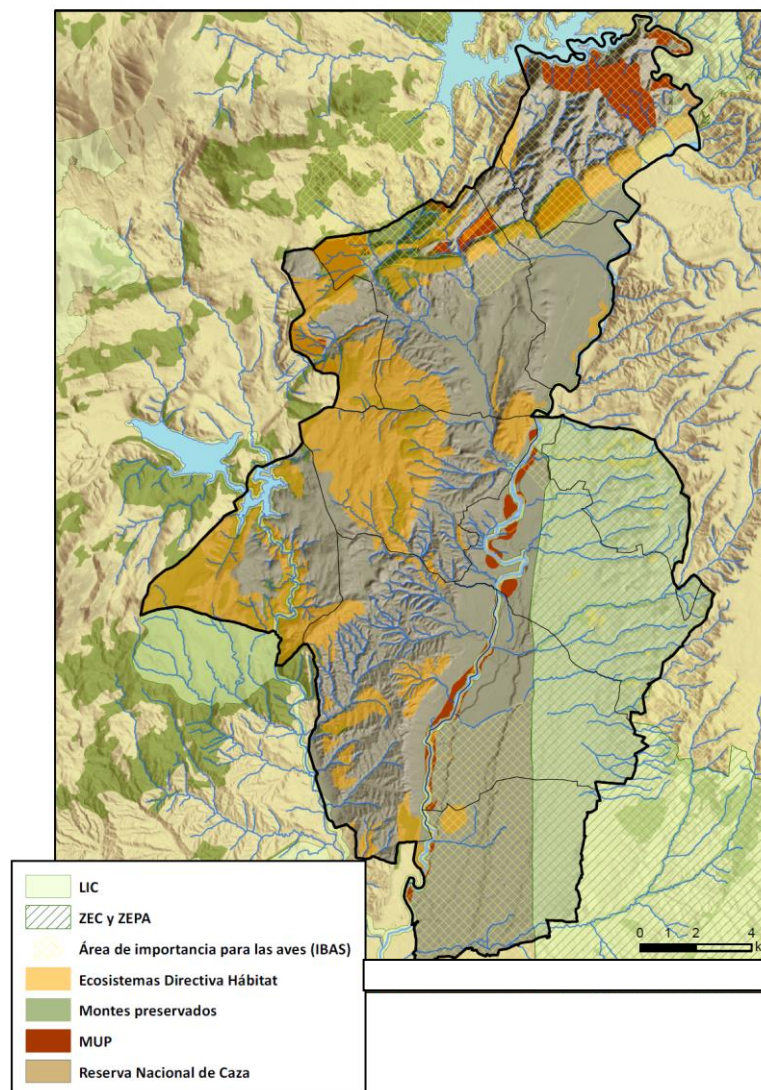 0 1 2 4
k
LIC
ZEC y ZEPA
Área de importancia para las aves (IBAS)
Ecosistemas Directiva Hábitat
Montes preservados
MUP
Reserva Nacional de Caza